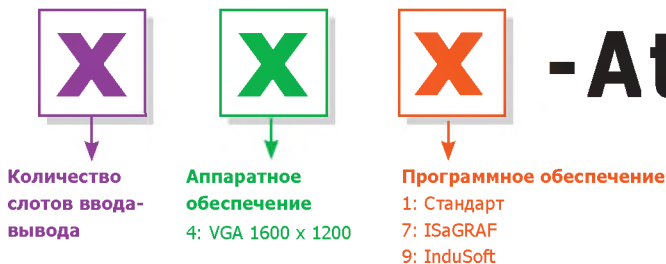 X X X -At
Количество
слотов ввода-
вывода
Аппаратное
обеспечение
4: VGA 1600 x 1200
Программное обеспечение
1: Стандарт
7: ISaGRAF
9: InduSoft